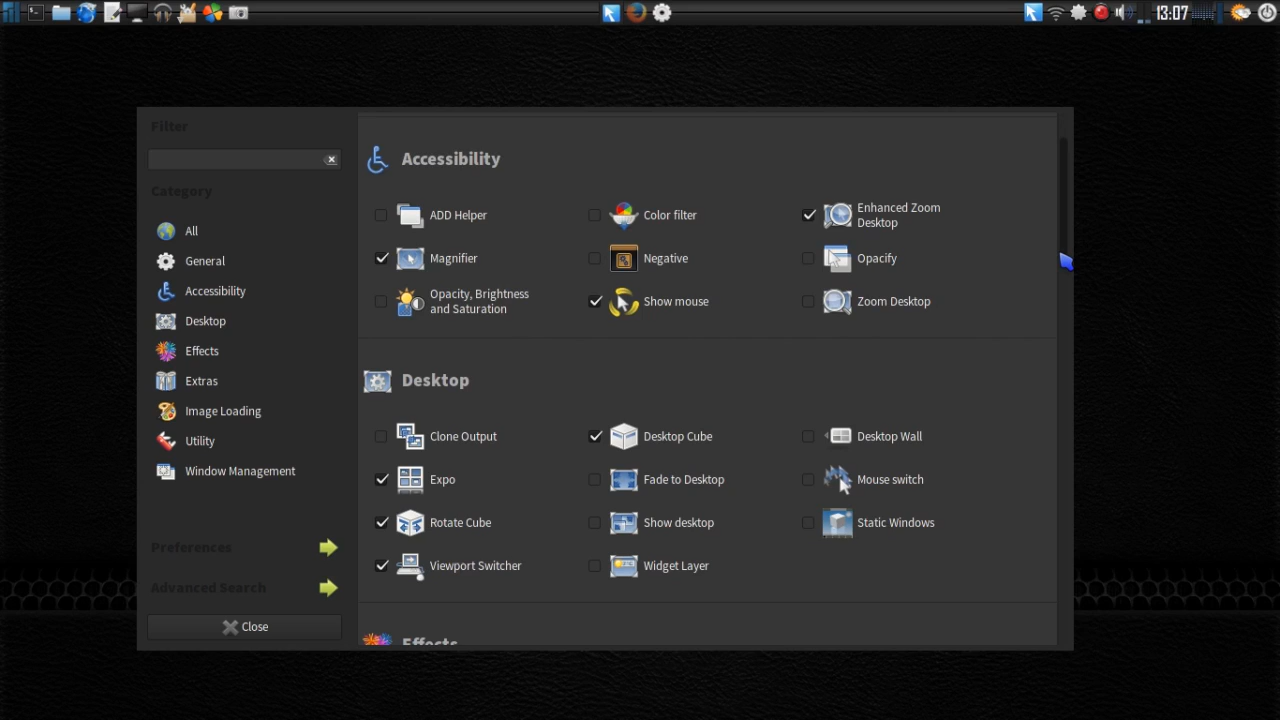 13:07
Filter
Category
All
General
Accessibility
Desktop
Effects
Extras
Image Loading
Utility
Window Management
Preferences
Advanced Search
Close
Accessibility
ADD Helper
Color filter
Enhanced Zoom
Desktop
Magnifier
Negative
Opacify
Opacity, Brightness
and Saturation
Show mouse
Zoom Desktop
Desktop
Clone Output
Desktop Cube
Desktop Wall
Expo
Fade to Desktop
Mouse switch
Rotate Cube
Show desktop
Static Windows
Viewport Switcher
Widget Layer
Effects